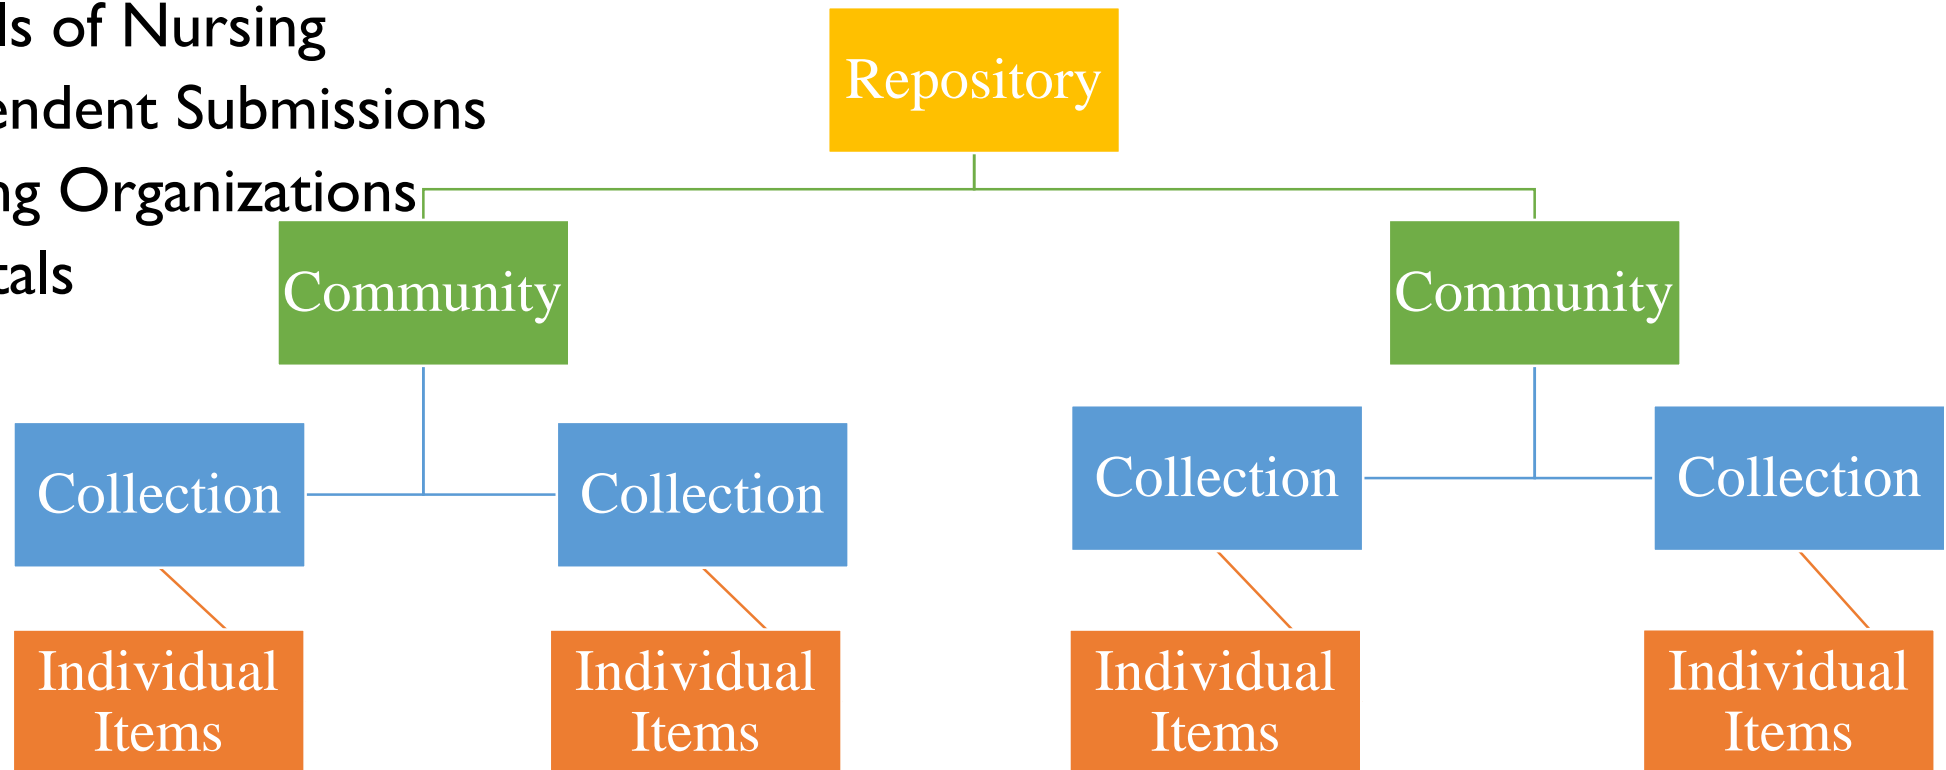 ls of Nursing
endent Submissions
ng Organizations
tals
Repository
Community
Community
Collection
Collection
Collection
Collection
Individual
Items
Individual
Items
Individual
Items
Individual
Items